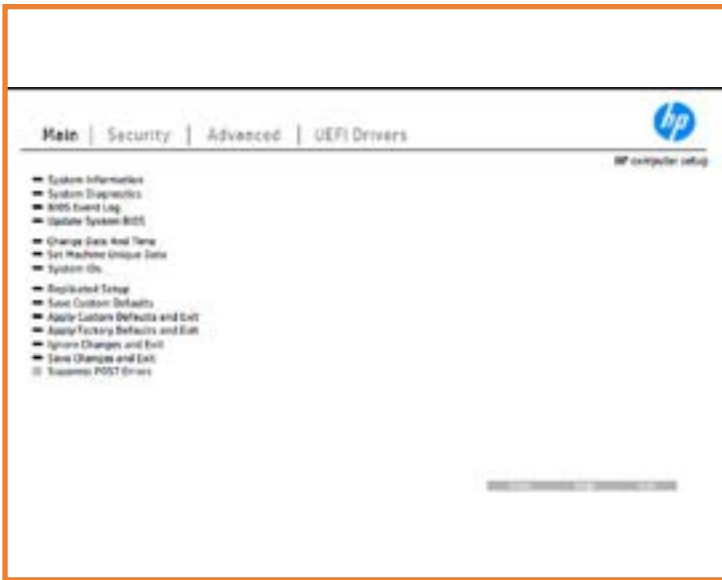 hp
Main | Security | Advanced | UEFI Drivers
HP computer setup
System Information
System Diagnostics
BIOS Event Log
Update System BIOS
Change Date And Time
Set Machine Unique Data
System IDs
Replicated Setup
Save Custom Defaults
Apply Custom Defaults and Exit
Apply Factory Defaults and Exit
Ignore Changes and Exit
Save Changes and Exit
Suppress POST Errors